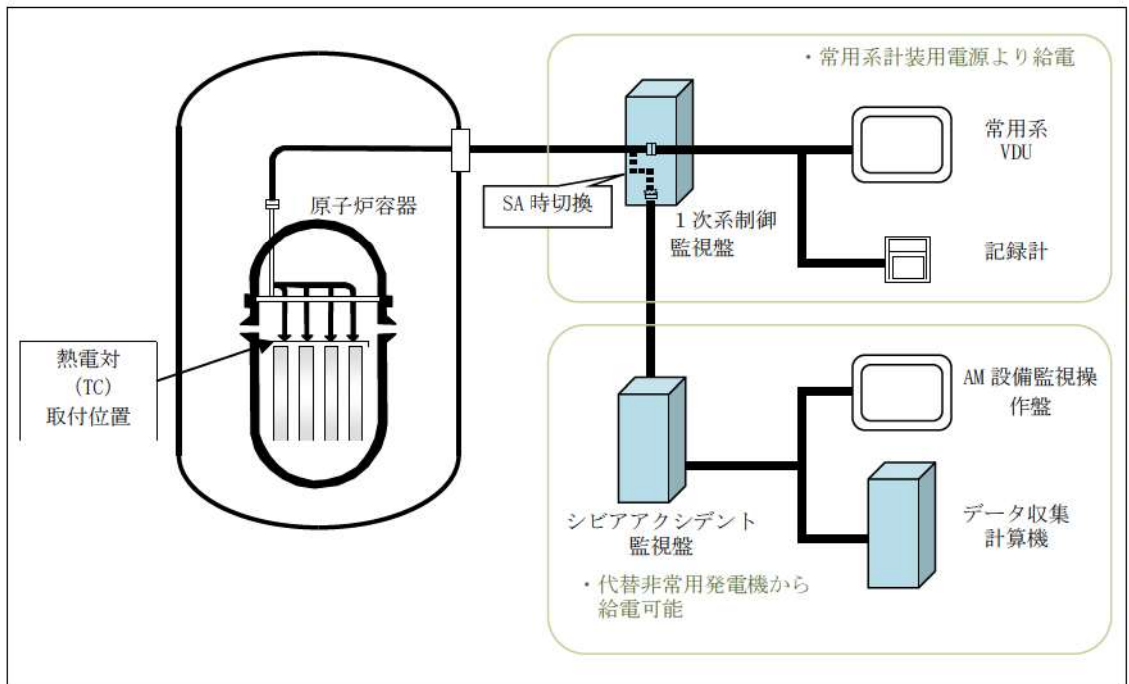 ・常用系計装用電源より給電
常用系
VDU
SA 時切換
原子炉容器
１次系制御
監視盤
記録計
熱電対
（TC）
取付位置
AM 設備監視操
作盤
シビアアクシデント
監視盤
データ収集
計算機
・代替非常用発電機から
給電可能